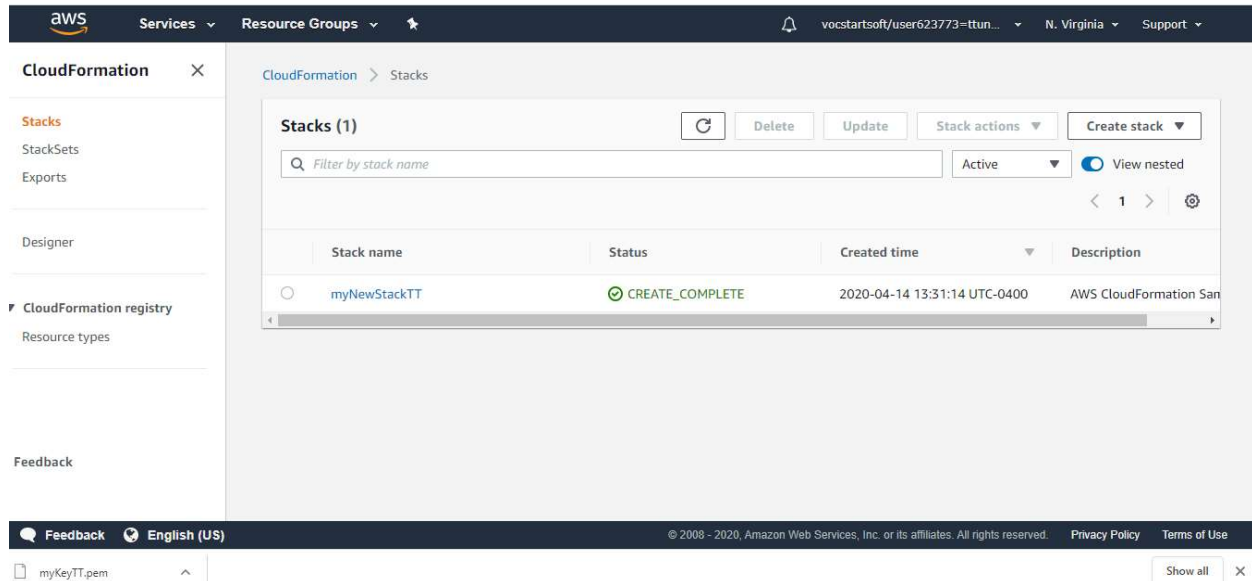 aws Services Resource Groups vocstartsoft/user623773=ttun... N. Virginia Support
CloudFormation
CloudFormation > Stacks
Stacks
StackSets
Exports
Designer
CloudFormation registry
Resource types
Feedback
Stacks (1) Delete Update Stack actions Create stack
Filter by stack name Active View nested
< 1 >
Stack name Status Created time Description
myNewStackTT CREATE_COMPLETE 2020-04-14 13:31:14 UTC-0400 AWS CloudFormation Sam
Feedback English (US) © 2008 - 2020, Amazon Web Services, Inc. or its affiliates. All rights reserved. Privacy Policy Terms of Use
myKeyTT.pem Show all